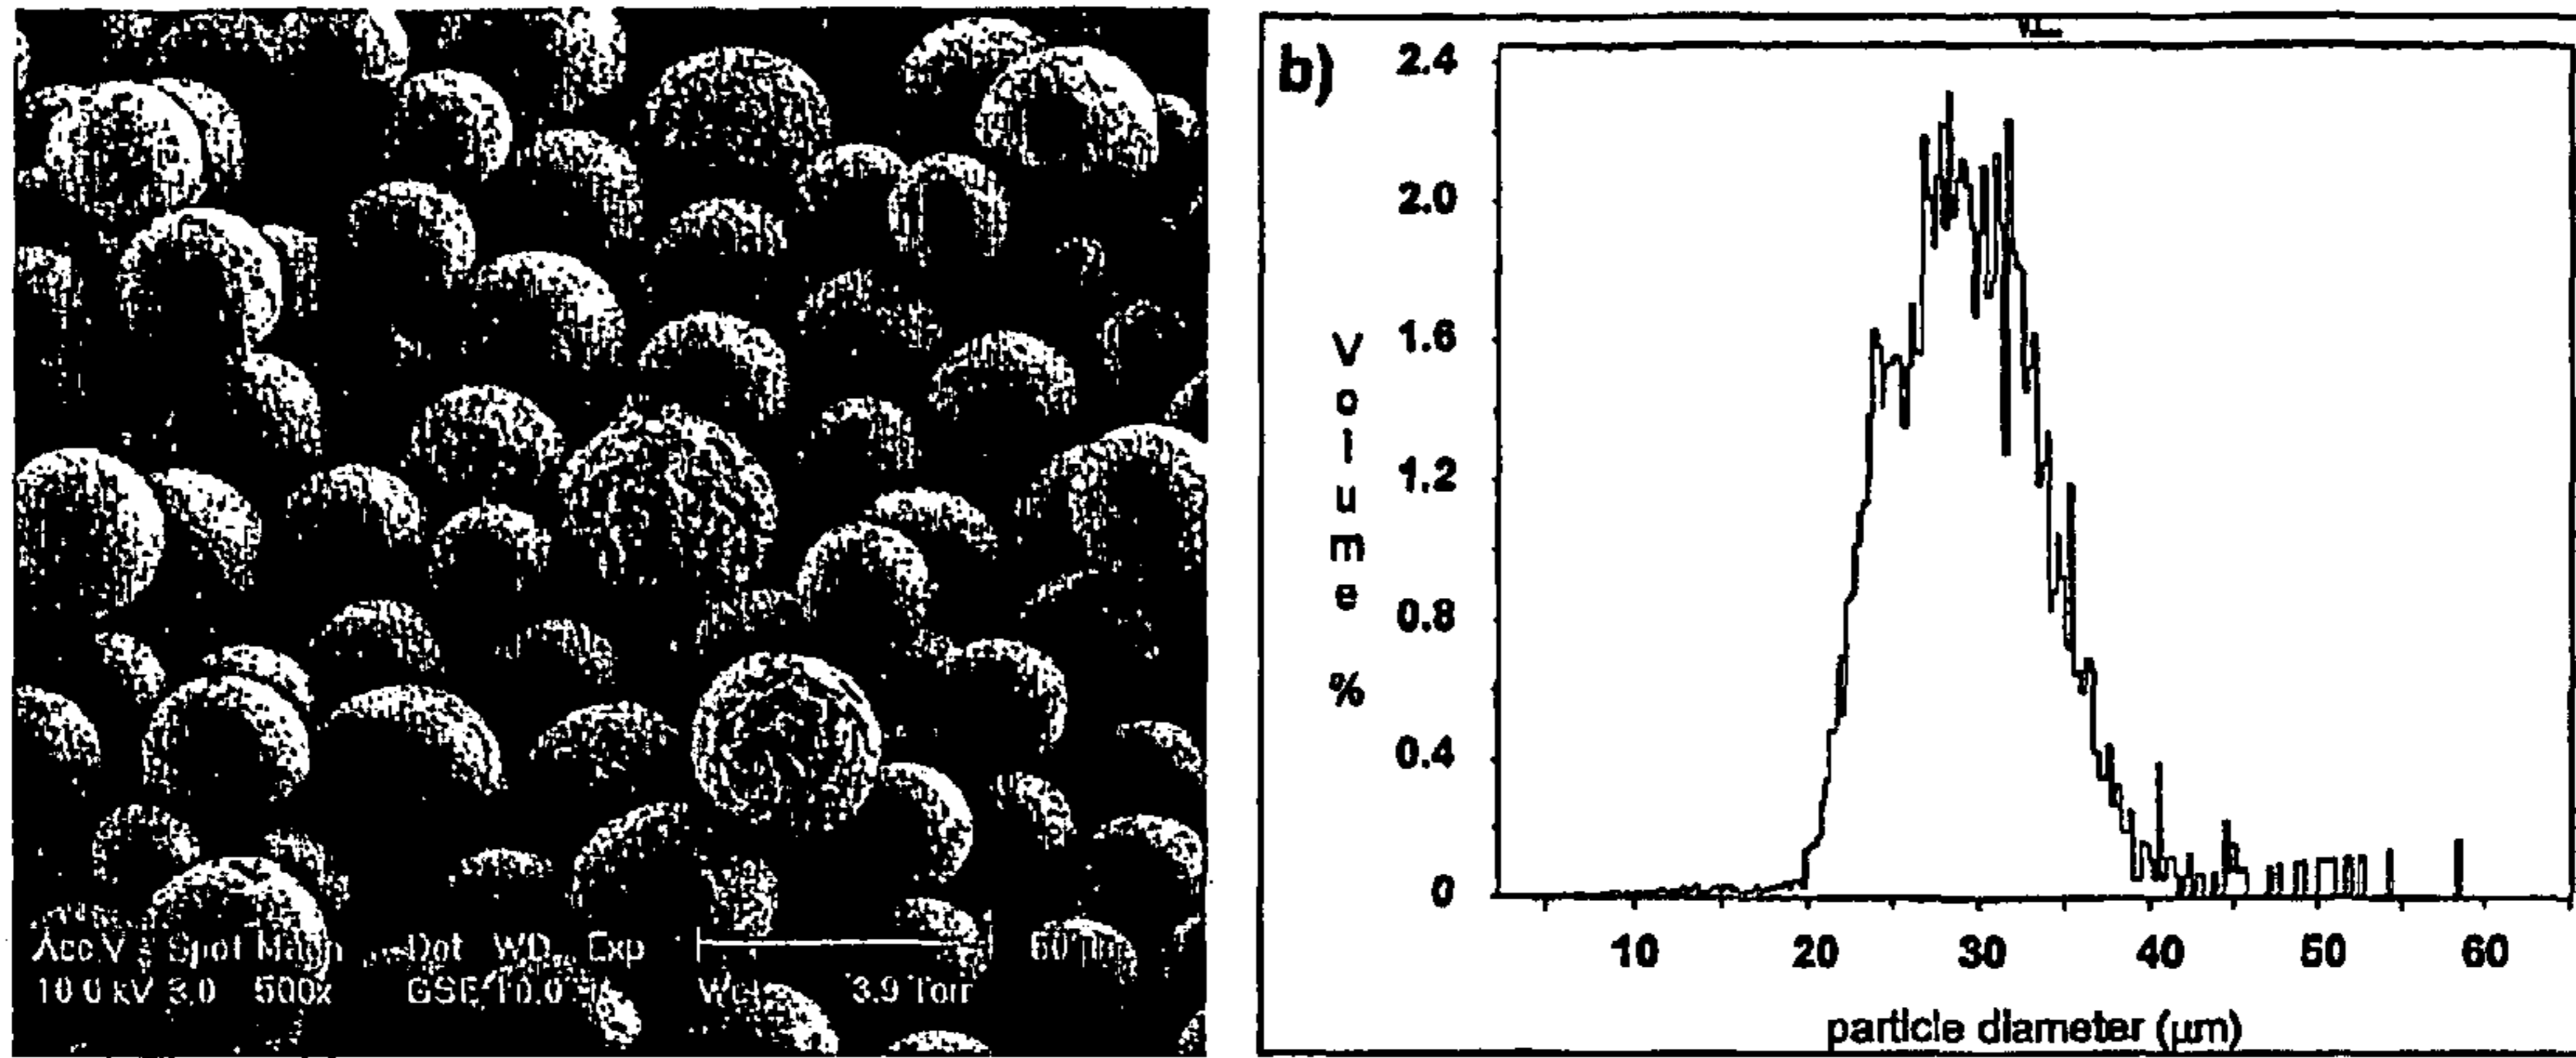 Acc.V Spot Magn Det WD Exp
10.0 kV 3.0 500x GSE 10.0
3.9 Torr
b)
Volume %
2.4
2.0
1.6
1.2
0.8
0.4
0
10 20 30 40 50 60
particle diameter (µm)